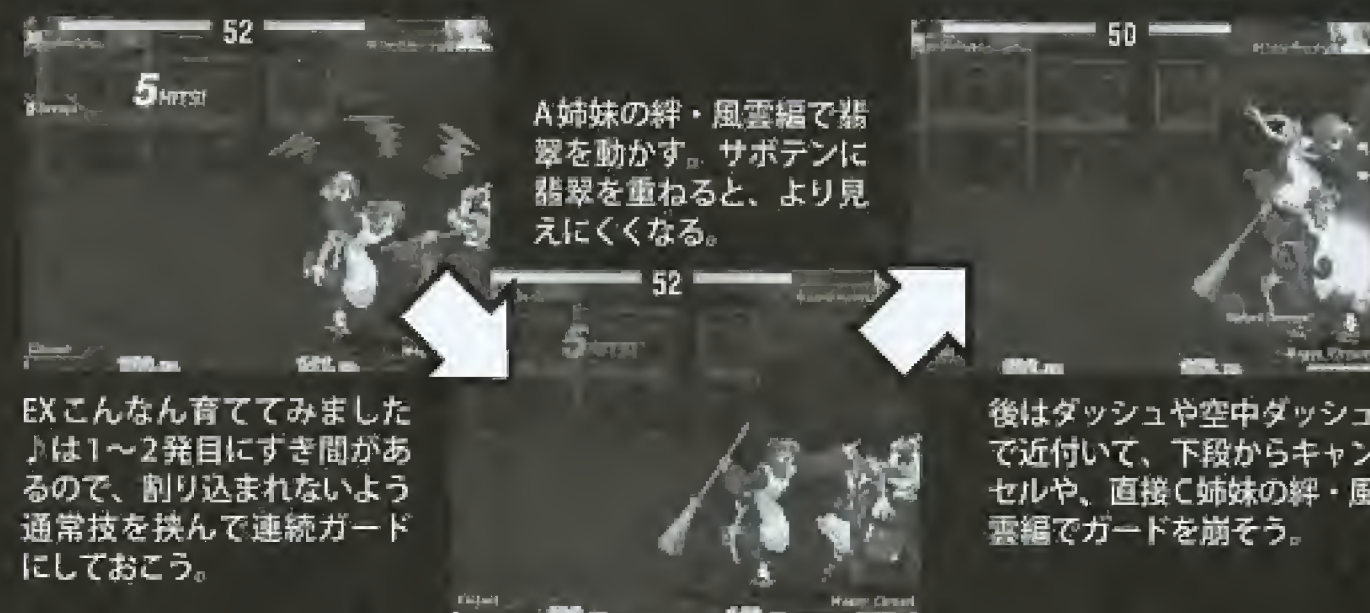 52
5 HITS!
EXこんなん育ててみました
♪は1～2発目にすき間があ
るので、割り込まれないよう
通常技を挟んで連続ガード
にしておこう。
A姉妹の絆・風雲編で翡
翠を動かす。サボテンに
翡翠を重ねると、より見
えにくくなる。
52
5 HITS!
50
後はダッシュや空中ダッシュ
で近付いて、下段からキャン
セルや、直接C姉妹の絆・風
雲編でガードを崩そう。